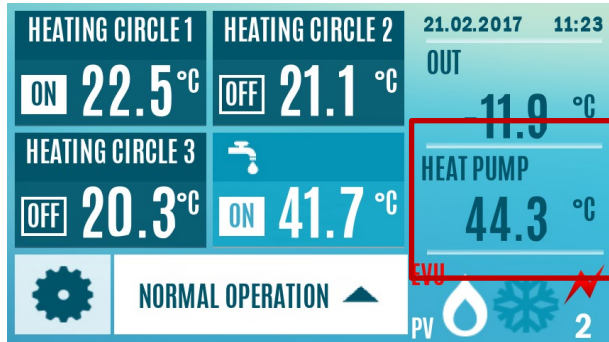 HEATING CIRCLE 1
ON 22.5°C
HEATING CIRCLE 2
OFF 21.1 °C
21.02.2017 11:23
OUT
-11.9 °C
HEATING CIRCLE 3
OFF 20.3°C
ON 41.7 °C
HEAT PUMP
44.3 °C
NORMAL OPERATION
EVU
PV
2